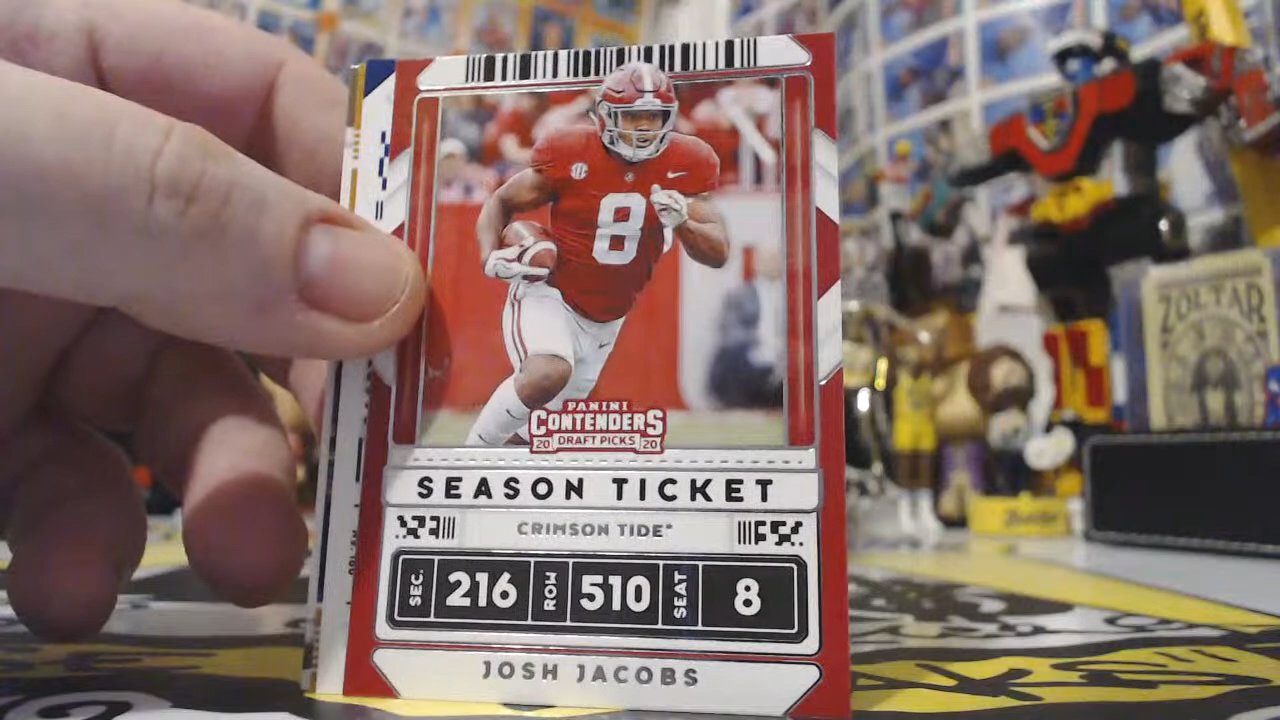 8
PANINI
CONTENDERS
20 DRAFT PICKS 20
SEASON TICKET
CRIMSON TIDE
SEC. 216 ROW 510 SEAT 8
JOSH JACOBS
ZOLTAR